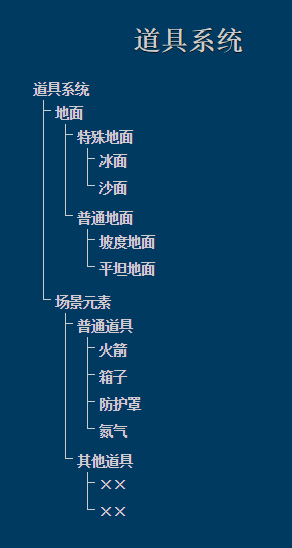 道具系统
道具系统
地面
特殊地面
冰面
沙面
普通地面
坡度地面
平坦地面
场景元素
普通道具
火箭
箱子
防护罩
氮气
其他道具
××
××